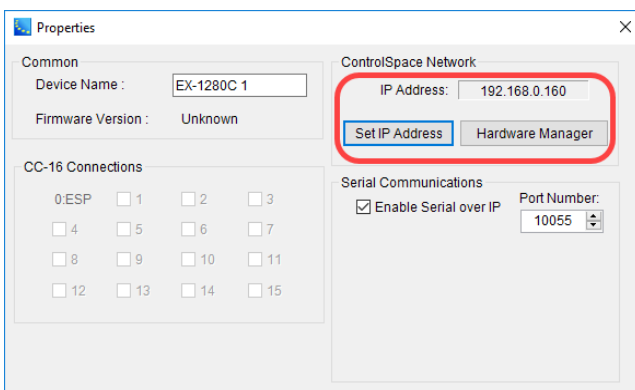 Properties
Common
Device Name : EX-1280C 1
Firmware Version : Unknown
CC-16 Connections
0:ESP 1 2 3
4 5 6 7
8 9 10 11
12 13 14 15
ControlSpace Network
IP Address: 192.168.0.160
Set IP Address Hardware Manager
Serial Communications
Enable Serial over IP
Port Number:
10055